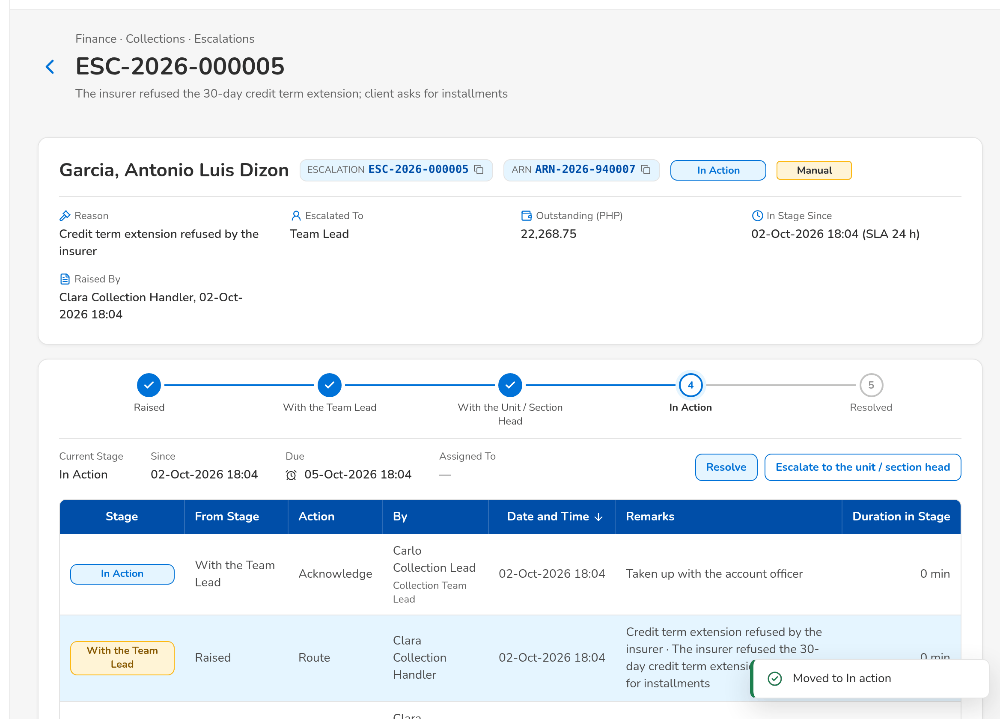 Finance · Collections · Escalations
ESC-2026-000005
The insurer refused the 30-day credit term extension; client asks for installments
Garcia, Antonio Luis Dizon
ESCALATION ESC-2026-000005
ARN ARN-2026-940007
In Action
Manual
Reason
Credit term extension refused by the
insurer
Escalated To
Team Lead
Outstanding (PHP)
22,268.75
In Stage Since
02-Oct-2026 18:04 (SLA 24 h)
Raised By
Clara Collection Handler, 02-Oct-
2026 18:04
Raised
With the Team Lead
With the Unit / Section
Head
4
In Action
5
Resolved
Current Stage
In Action
Since
02-Oct-2026 18:04
Due
05-Oct-2026 18:04
Assigned To
—
Resolve
Escalate to the unit / section head
Stage
From Stage
Action
By
Date and Time
Remarks
Duration in Stage
In Action
With the Team
Lead
Acknowledge
Carlo
Collection Lead
Collection Team
Lead
02-Oct-2026 18:04
Taken up with the account officer
0 min
With the Team
Lead
Raised
Route
Clara
Collection
Handler
02-Oct-2026 18:04
Credit term extension refused by the
insurer · The insurer refused the 30-
day credit
for installments
0 min
Moved to In action
Clara